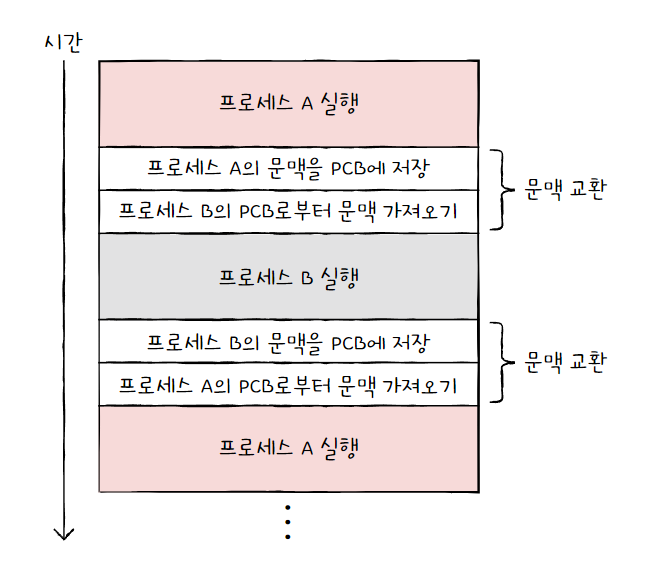 시간
프로세스 A 실행
프로세스 A의 문맥을 PCB에 저장
프로세스 B의 PCB로부터 문맥 가져오기
문맥 교환
프로세스 B 실행
프로세스 B의 문맥을 PCB에 저장
프로세스 A의 PCB로부터 문맥 가져오기
문맥 교환
프로세스 A 실행